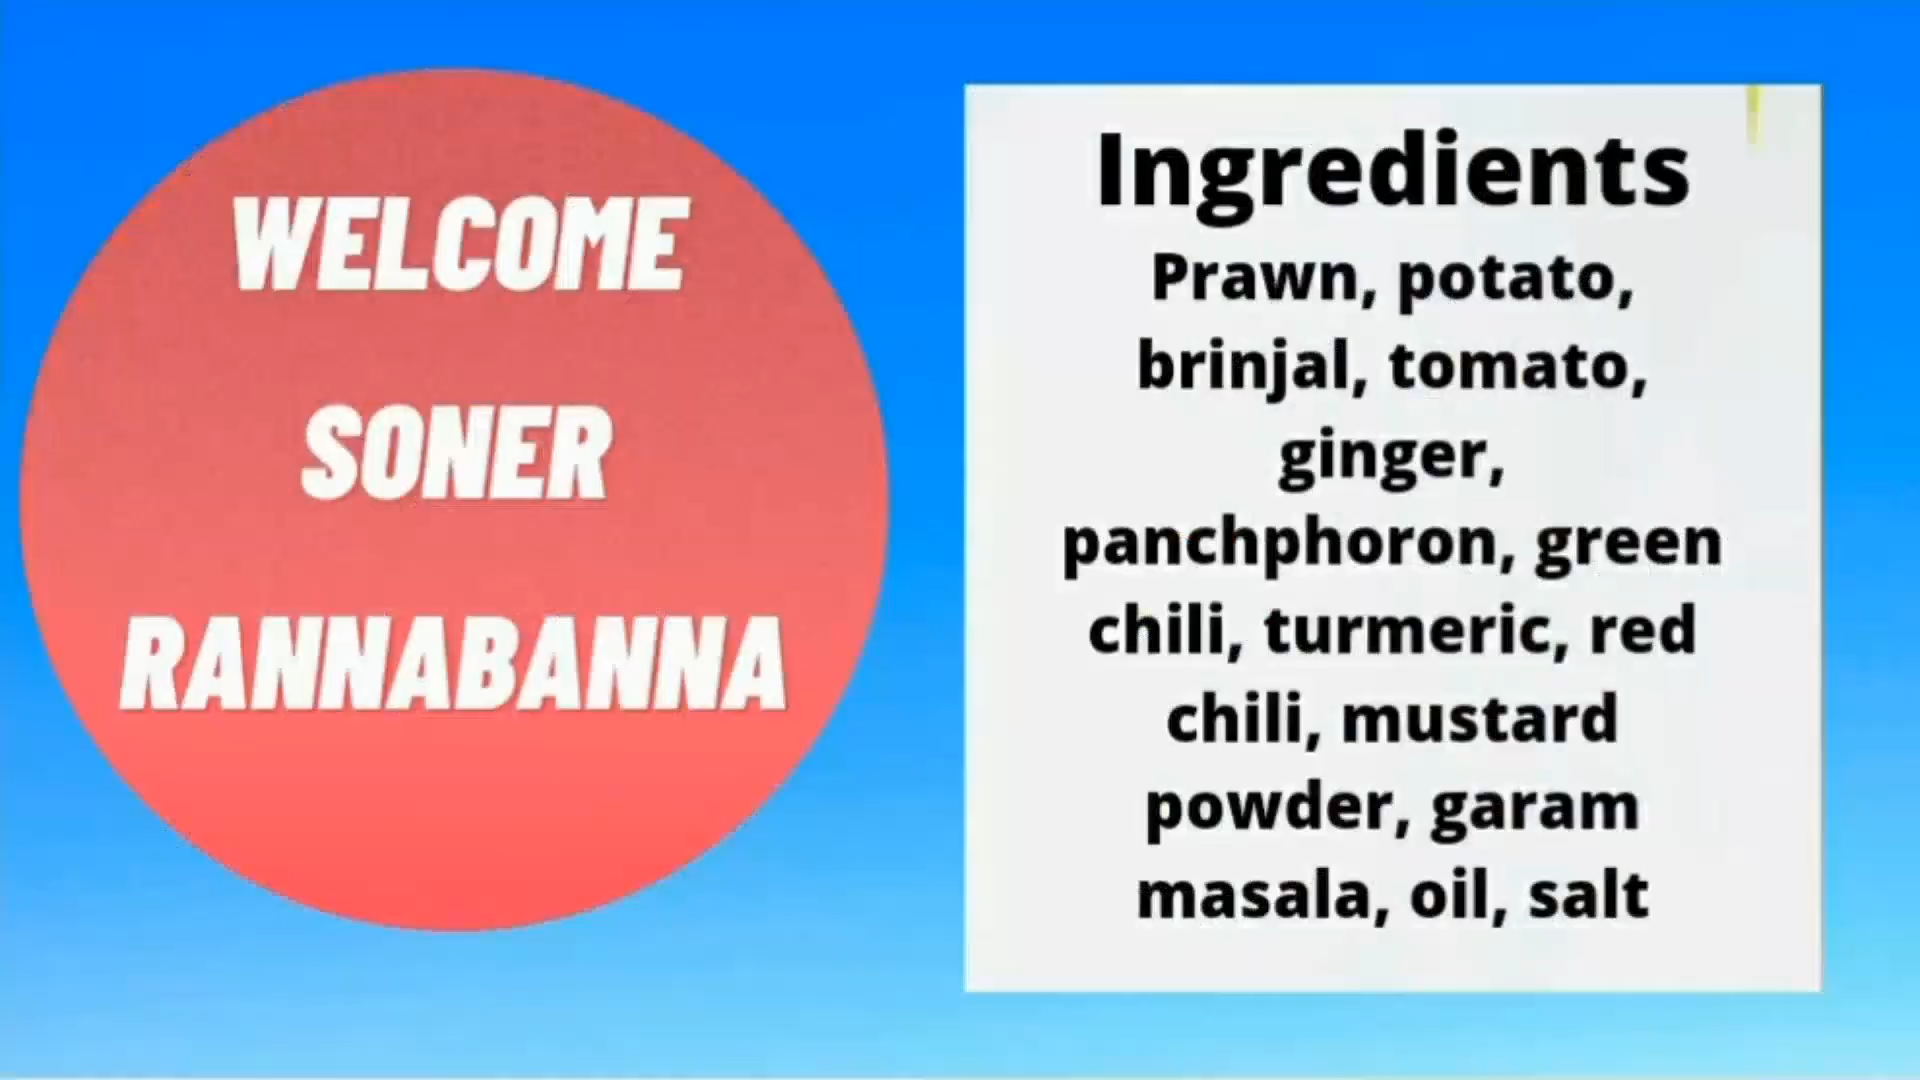 WELCOME
SONER
RANNABANNA
Ingredients
Prawn, potato,
brinjal, tomato,
ginger,
panchphoron, green
chili, turmeric, red
chili, mustard
powder, garam
masala, oil, salt